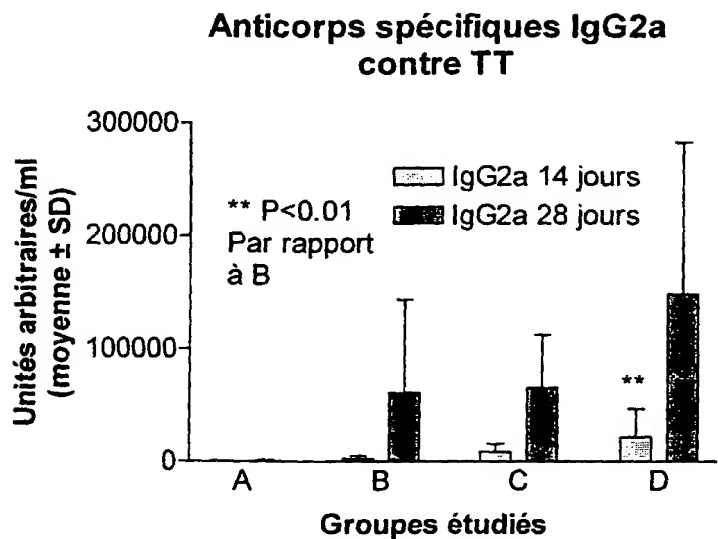 Anticorps spécifiques IgG2a
contre TT
Unités arbitraires/ml
(moyenne ± SD)
300000
200000
100000
0
** P<0.01
Par rapport
à B
IgG2a 14 jours
IgG2a 28 jours
**
A B C D
Groupes étudiés